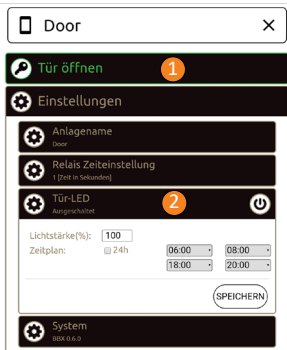 Door
Tür öffnen
1
Einstellungen
Anlagename
Door
Relais Zeiteinstellung
1 [Zeit in Sekunden]
Tür-LED
2
Ausgeschaltet
Lichtstärke(%): 100
Zeitplan: 24h 06:00 08:00
18:00 20:00
SPEICHERN
System
BBX 0.6.0